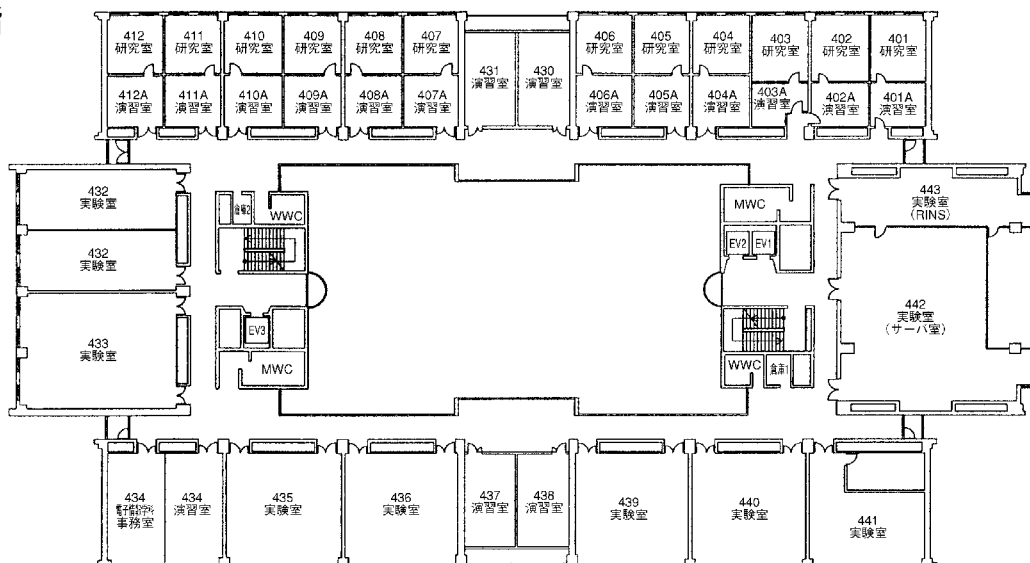 412
研究室
411
研究室
410
研究室
409
研究室
408
研究室
407
研究室
431
演習室
430
演習室
406
研究室
405
研究室
404
研究室
403
研究室
402
研究室
401
研究室
412A
演習室
411A
演習室
410A
演習室
409A
演習室
408A
演習室
407A
演習室
406A
演習室
405A
演習室
404A
演習室
403A
演習室
402A
演習室
401A
演習室
432
実験室
432
実験室
433
実験室
倉庫2
WWC
EV3
MWC
MWC
EV2
EV1
WWC
倉庫1
443
実験室
(RINS)
442
実験室
(サーバ室)
434
事務室
434
演習室
435
実験室
436
実験室
437
演習室
438
演習室
439
実験室
440
実験室
441
実験室